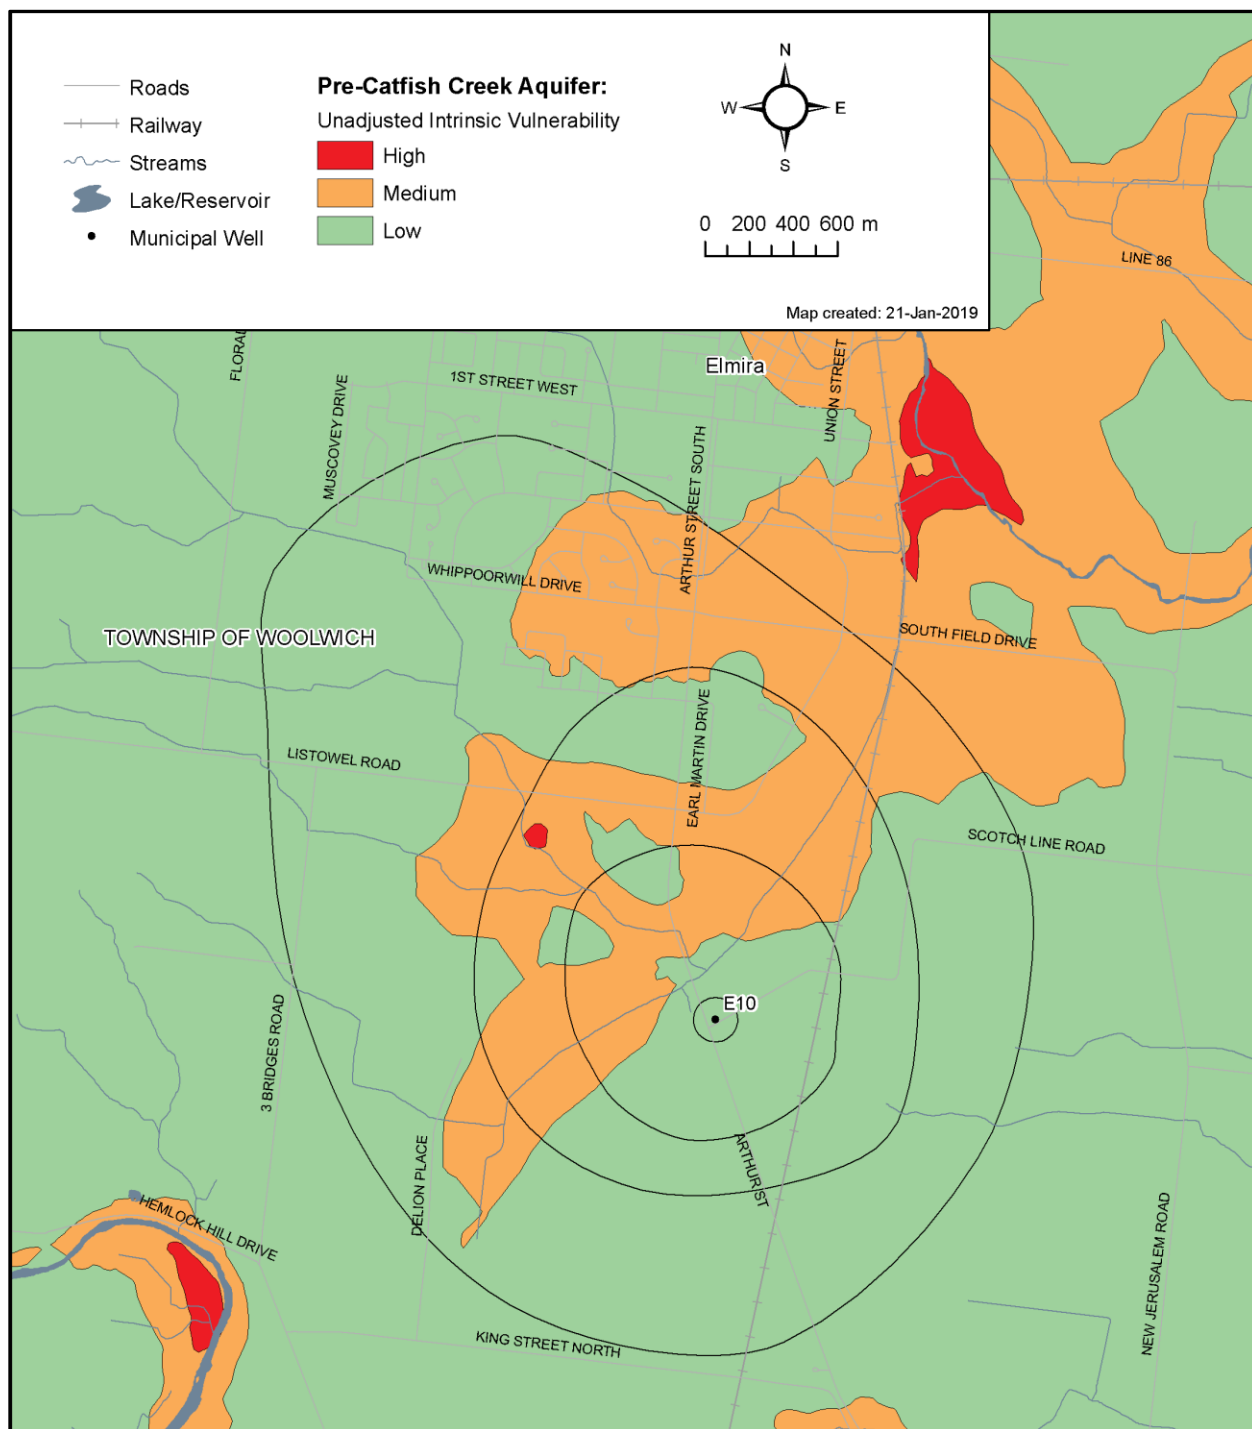 Roads
Railway
Streams
Lake/Reservoir
Municipal Well
Pre-Catfish Creek Aquifer:
Unadjusted Intrinsic Vulnerability
High
Medium
Low
N
W
E
S
0 200 400 600 m
Map created: 21-Jan-2019
LINE 86
FLORAD
Elmira
1ST STREET WEST
UNION STREET
MUSCOVEY DRIVE
ARTHUR STREET SOUTH
WHIPPOORWILL DRIVE
TOWNSHIP OF WOOLWICH
SOUTH FIELD DRIVE
EARL MARTIN DRIVE
LISTOWEL ROAD
SCOTCH LINE ROAD
E10
3 BRIDGES ROAD
DELION PLACE
ARTHUR ST
HEMLOCK HILL DRIVE
NEW JERUSALEM ROAD
KING STREET NORTH